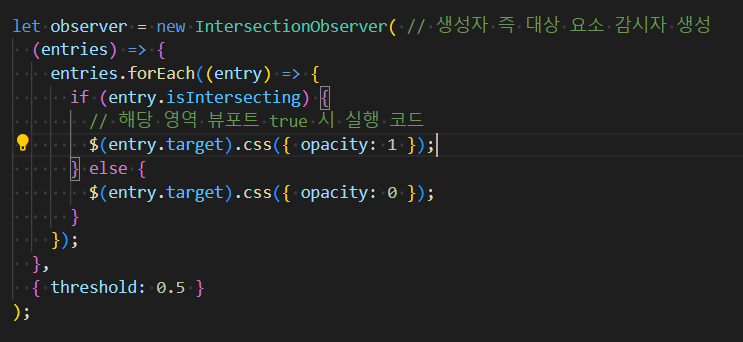 let observer = new IntersectionObserver( // 생성자 즉 대상 요소 감시자 생성
(entries) => {
entries.forEach((entry) => {
if (entry.isIntersecting) {
// 해당 영역 뷰포트 true 시 실행 코드
$(entry.target).css({ opacity: 1 });
} else {
$(entry.target).css({ opacity: 0 });
}
});
},
{ threshold: 0.5 }
);